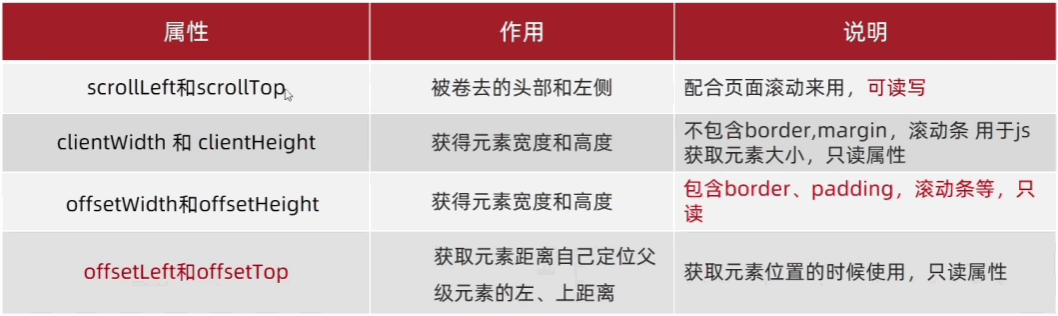 属性 作用 说明
scrollLeft和scrollTop 被卷去的头部和左侧 配合页面滚动来用，可读写
clientWidth 和 clientHeight 获得元素宽度和高度 不包含border,margin，滚动条 用于js
获取元素大小，只读属性
offsetWidth和offsetHeight 获得元素宽度和高度 包含border、padding，滚动条等，只
读
offsetLeft和offsetTop 获取元素距离自己定位父
级元素的左、上距离 获取元素位置的时候使用，只读属性